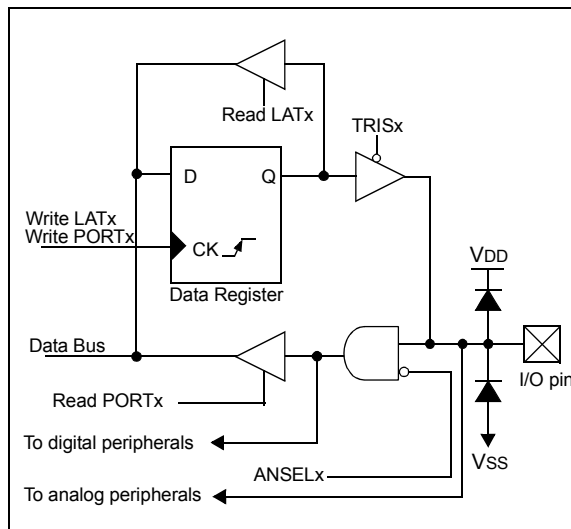 Read LATx
TRISx
D Q
Write LATx
Write PORTx
CK
Data Register
VDD
Data Bus
I/O pin
Read PORTx
To digital peripherals
VSS
ANSELx
To analog peripherals